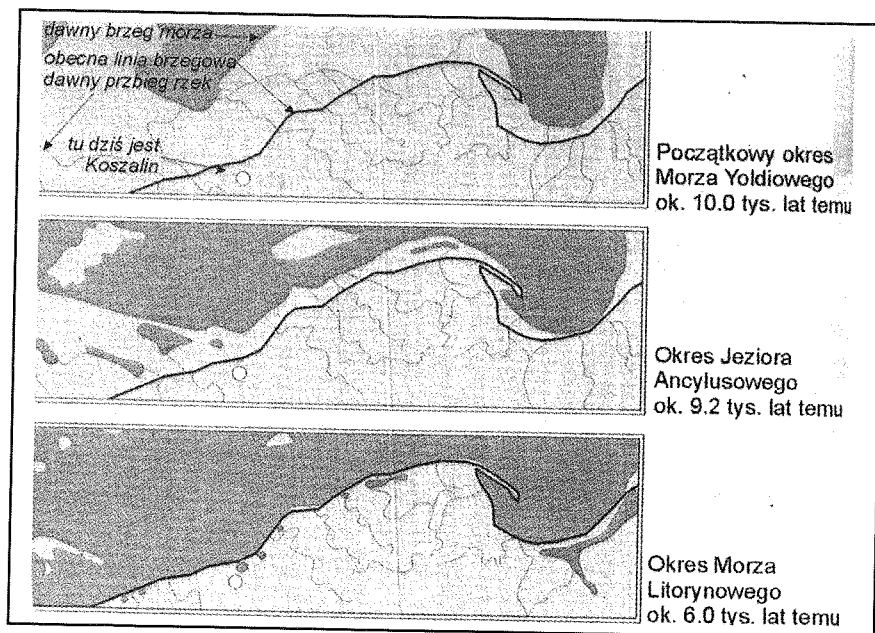 dawny brzeg morza
obecna linia brzegowa
dawny przbieg rzek
tu dziś jest
Koszalin
Początkowy okres
Morza Yoldiowego
ok. 10.0 tys. lat temu
Okres Jeziora
Ancylusowego
ok. 9.2 tys. lat temu
Okres Morza
Litorynowego
ok. 6.0 tys. lat temu